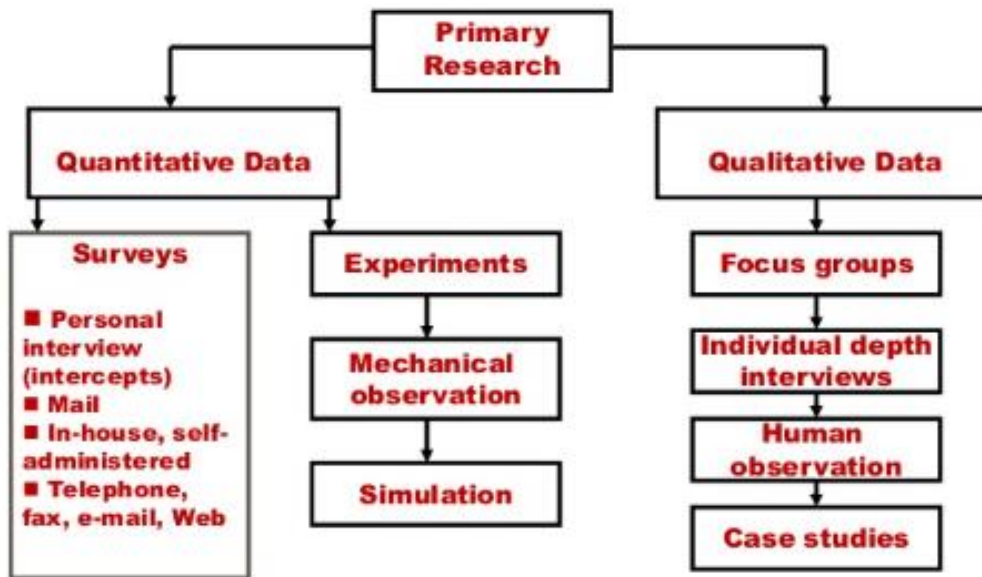 Primary
Research
Quantitative Data
Qualitative Data
Surveys
■ Personal
interview
(intercepts)
■ Mail
■ In-house, self-
administered
■ Telephone,
fax, e-mail, Web
Experiments
Mechanical
observation
Simulation
Focus groups
Individual depth
interviews
Human
observation
Case studies